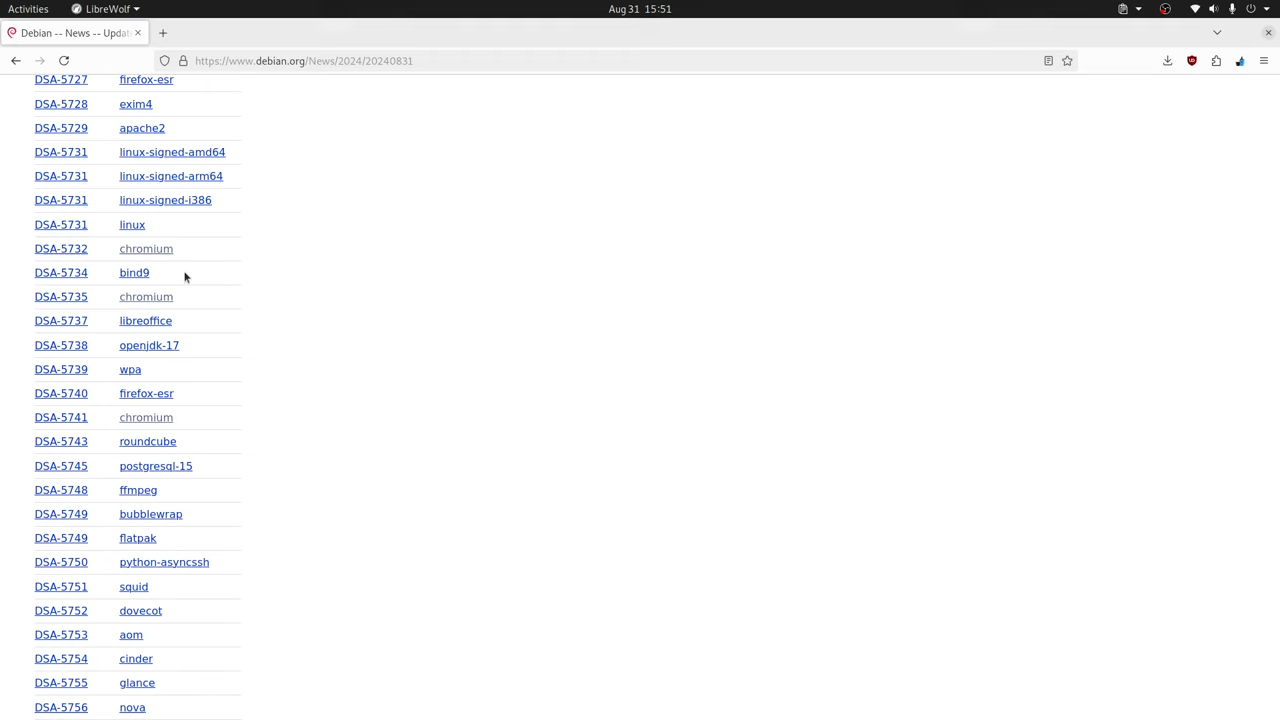 Activities LibreWolf Aug 31 15:51
Debian -- News -- Upda
https://www.debian.org/News/2024/20240831
DSA-5727 firefox-esr
DSA-5728 exim4
DSA-5729 apache2
DSA-5731 linux-signed-amd64
DSA-5731 linux-signed-arm64
DSA-5731 linux-signed-i386
DSA-5731 linux
DSA-5732 chromium
DSA-5734 bind9
DSA-5735 chromium
DSA-5737 libreoffice
DSA-5738 openjdk-17
DSA-5739 wpa
DSA-5740 firefox-esr
DSA-5741 chromium
DSA-5743 roundcube
DSA-5745 postgresql-15
DSA-5748 ffmpeg
DSA-5749 bubblewrap
DSA-5749 flatpak
DSA-5750 python-asyncssh
DSA-5751 squid
DSA-5752 dovecot
DSA-5753 aom
DSA-5754 cinder
DSA-5755 glance
DSA-5756 nova